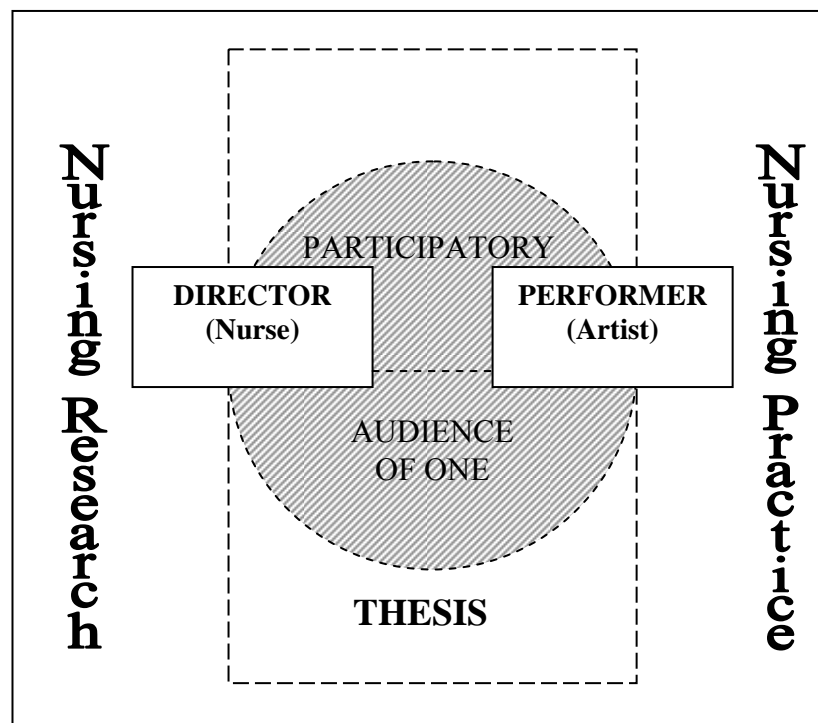 Nursing Research
PARTICIPATORY
DIRECTOR
(Nurse)
PERFORMER
(Artist)
AUDIENCE
OF ONE
THESIS
Nursing Practice